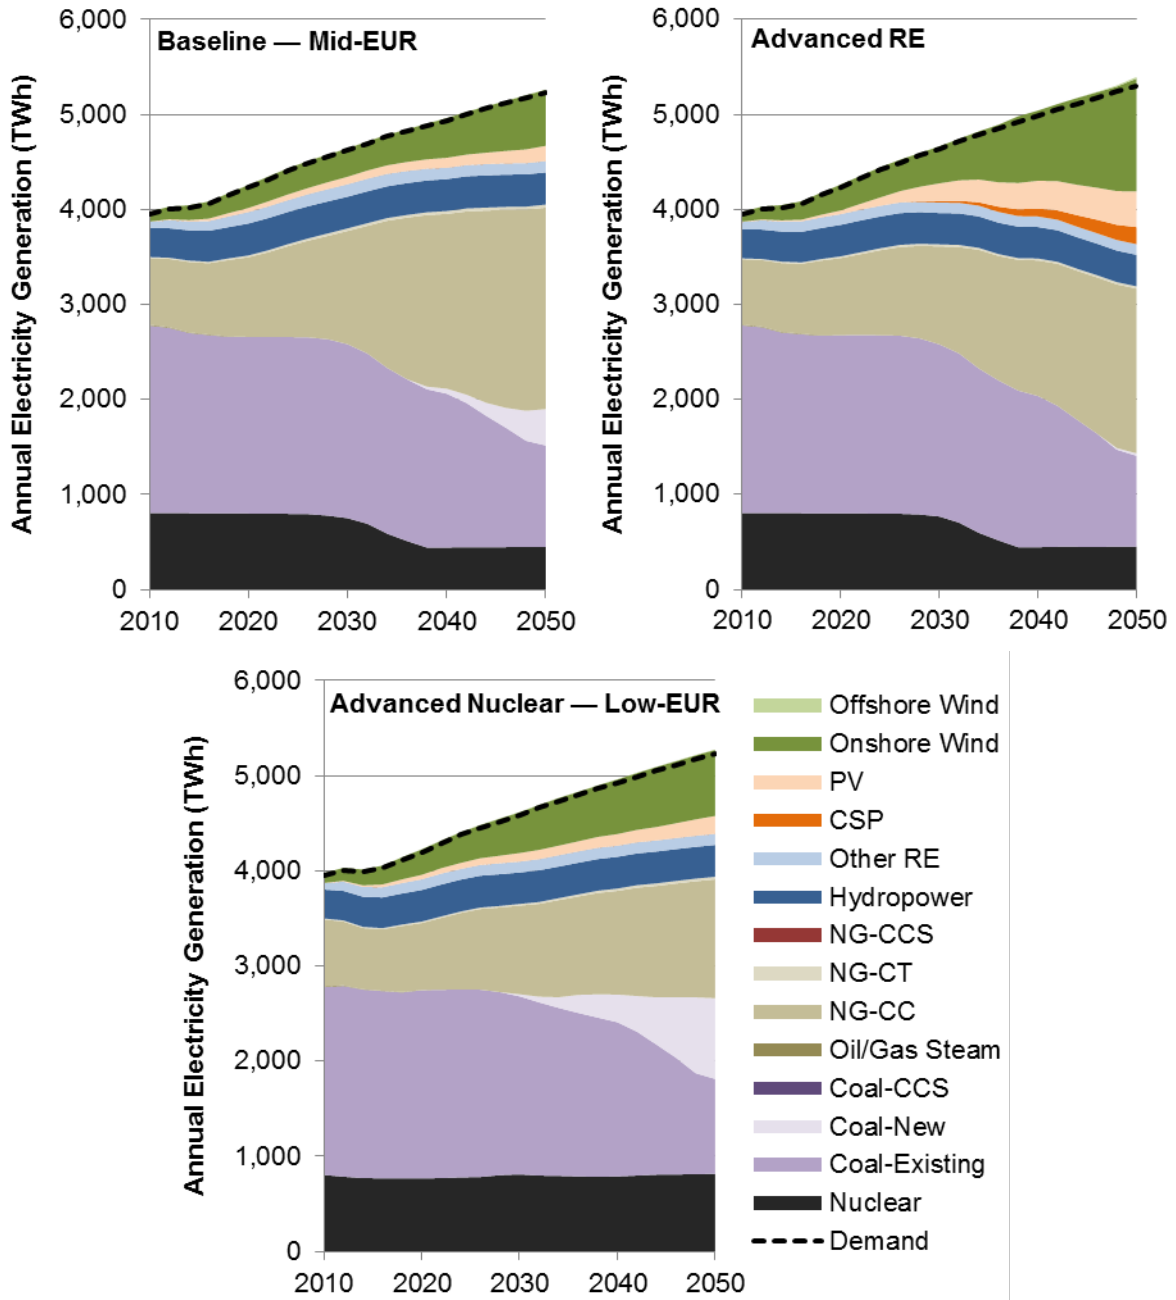 Baseline — Mid-EUR
Annual Electricity Generation (TWh)
6,000
5,000
4,000
3,000
2,000
1,000
0
2010 2020 2030 2040 2050
Advanced RE
Annual Electricity Generation (TWh)
6,000
5,000
4,000
3,000
2,000
1,000
0
2010 2020 2030 2040 2050
Advanced Nuclear — Low-EUR
Annual Electricity Generation (TWh)
6,000
5,000
4,000
3,000
2,000
1,000
0
2010 2020 2030 2040 2050
Offshore Wind
Onshore Wind
PV
CSP
Other RE
Hydropower
NG-CCS
NG-CT
NG-CC
Oil/Gas Steam
Coal-CCS
Coal-New
Coal-Existing
Nuclear
Demand